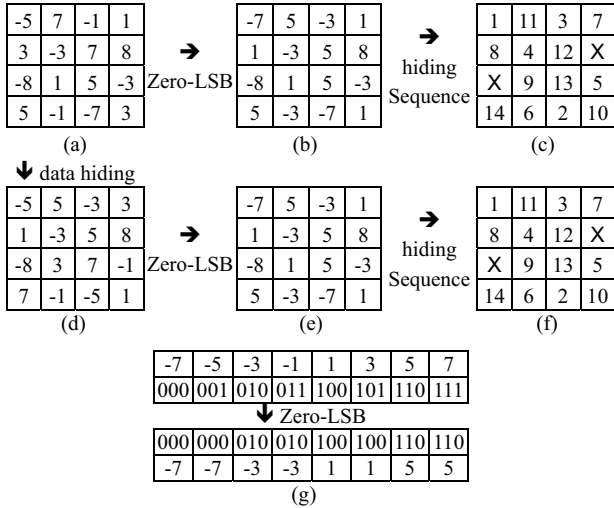 -5 7 -1 1 -7 5 -3 1 1 11 3 7
3 -3 7 8 ➔ 1 -3 5 8 ➔ 8 4 12 X
-8 1 5 -3 Zero-LSB -8 1 5 -3 hiding X 9 13 5
5 -1 -7 3 5 -3 -7 1 Sequence 14 6 2 10
(a) (b) (c)
data hiding
-5 5 -3 3 -7 5 -3 1 1 11 3 7
1 -3 5 8 ➔ 1 -3 5 8 ➔ 8 4 12 X
-8 3 7 -1 Zero-LSB -8 1 5 -3 hiding X 9 13 5
7 -1 -5 1 5 -3 -7 1 Sequence 14 6 2 10
(d) (e) (f)
-7 -5 -3 -1 1 3 5 7
000 001 010 011 100 101 110 111
Zero-LSB
000 000 010 010 100 100 110 110
-7 -7 -3 -3 1 1 5 5
(g)